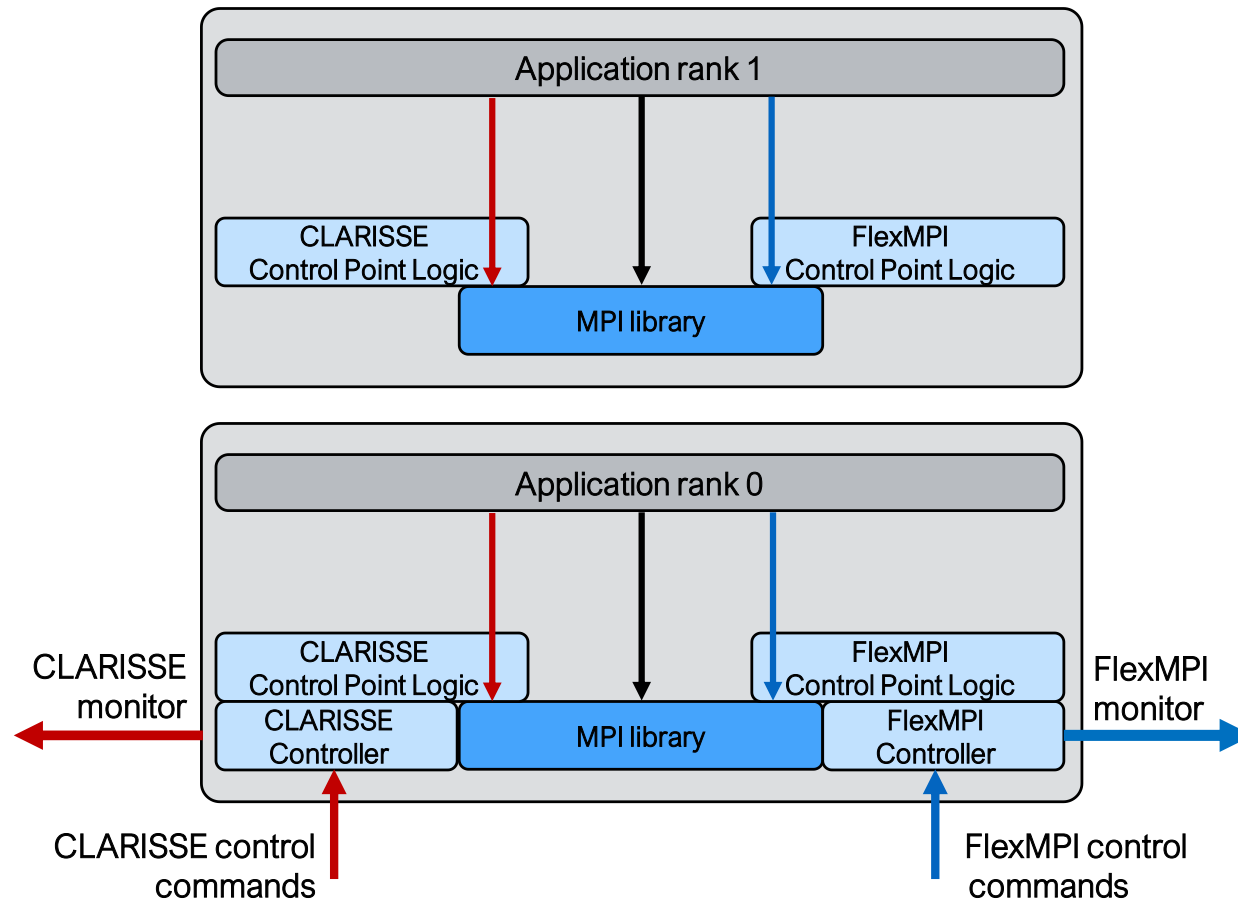 Application rank 1
CLARISSE
Control Point Logic
FlexMPI
Control Point Logic
MPI library
Application rank 0
CLARISSE
Control Point Logic
FlexMPI
Control Point Logic
CLARISSE
monitor
CLARISSE
Controller
MPI library
FlexMPI
Controller
FlexMPI
monitor
CLARISSE control
commands
FlexMPI control
commands